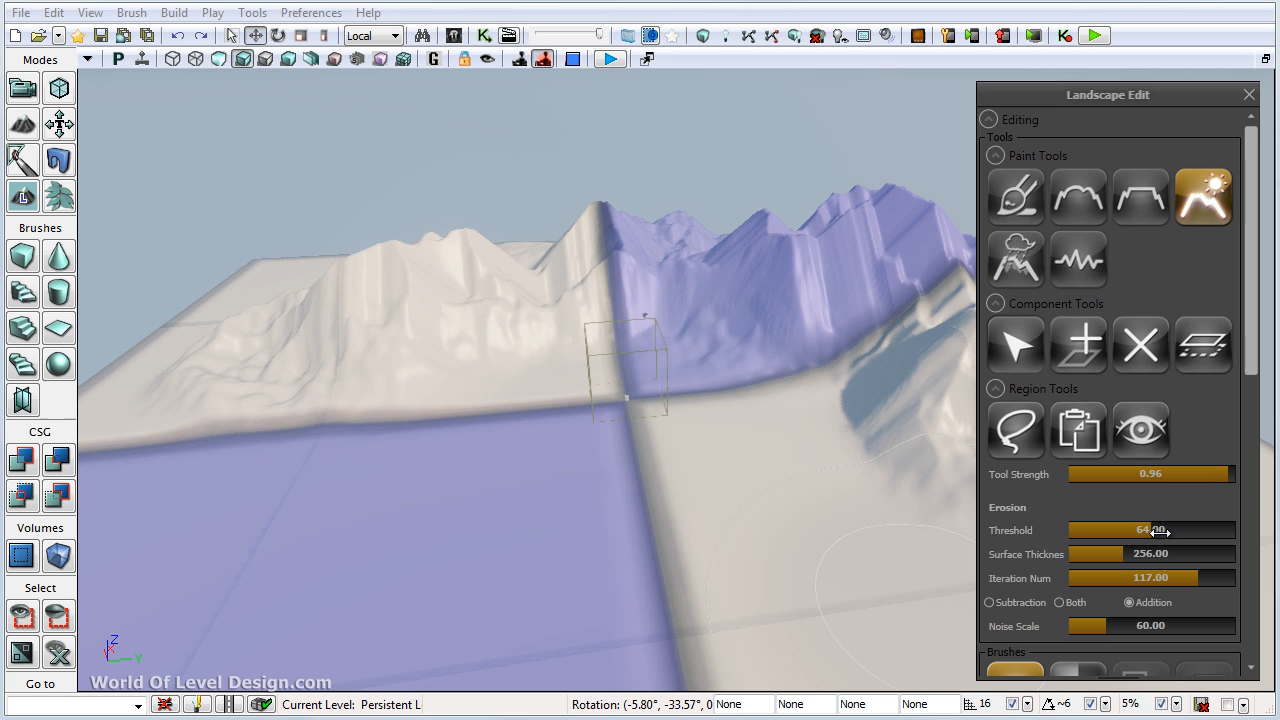 File Edit View Brush Build Play Tools Preferences Help
Local
Modes
Brushes
CSG
Volumes
Select
Go to
Landscape Edit
Editing
Tools
Paint Tools
Component Tools
Region Tools
Tool Strength 0.96
Erosion
Threshold 64.00
Surface Thicknes 256.00
Iteration Num 117.00
Subtraction Both Addition
Noise Scale 60.00
Brushes
Z
X Y
World Of Level Design.com
Current Level: Persistent L
Rotation: (-5.80°, -33.57°, 0
None None None None
16
~6
5%